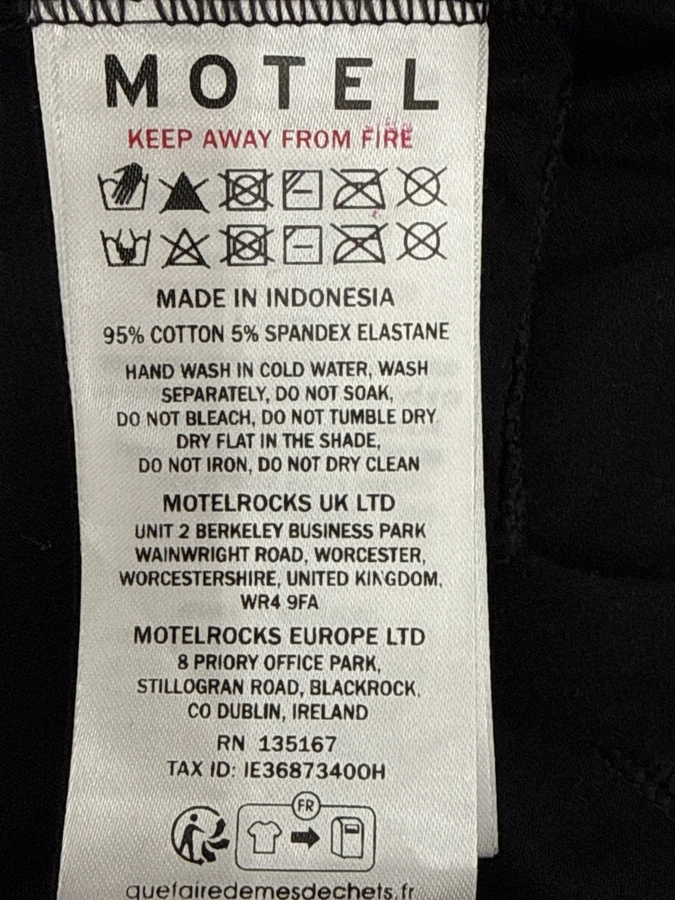 MOTEL
KEEP AWAY FROM FIRE
MADE IN INDONESIA
95% COTTON 5% SPANDEX ELASTANE
HAND WASH IN COLD WATER, WASH
SEPARATELY, DO NOT SOAK,
DO NOT BLEACH, DO NOT TUMBLE DRY.
DRY FLAT IN THE SHADE,
DO NOT IRON, DO NOT DRY CLEAN
MOTELROCKS UK LTD
UNIT 2 BERKELEY BUSINESS PARK
WAINWRIGHT ROAD, WORCESTER,
WORCESTERSHIRE, UNITED KINGDOM,
WR4 9FA
MOTELROCKS EUROPE LTD
8 PRIORY OFFICE PARK,
STILLOGRAN ROAD, BLACKROCK,
CO DUBLIN, IRELAND
RN 135167
TAX ID: IE3687340OH
FR
quefairedemesdechets.fr